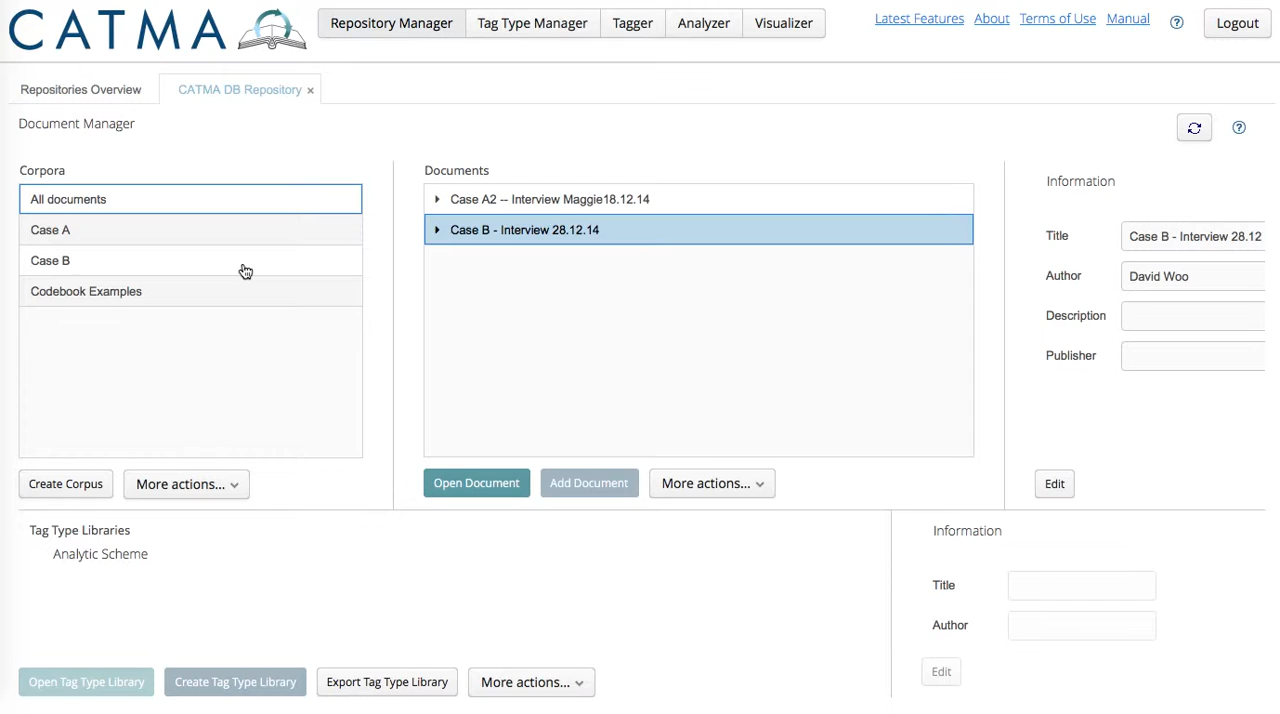 CATMA
Repository Manager
Tag Type Manager
Tagger
Analyzer
Visualizer
Latest Features
About
Terms of Use
Manual
?
Logout
Repositories Overview
CATMA DB Repository ×
Document Manager
?
Corpora
All documents
Case A
Case B
Codebook Examples
Create Corpus
More actions...
Documents
Case A2 -- Interview Maggie18.12.14
Case B - Interview 28.12.14
Open Document
Add Document
More actions...
Information
Title
Case B - Interview 28.12
Author
David Woo
Description
Publisher
Edit
Tag Type Libraries
Analytic Scheme
Open Tag Type Library
Create Tag Type Library
Export Tag Type Library
More actions...
Information
Title
Author
Edit